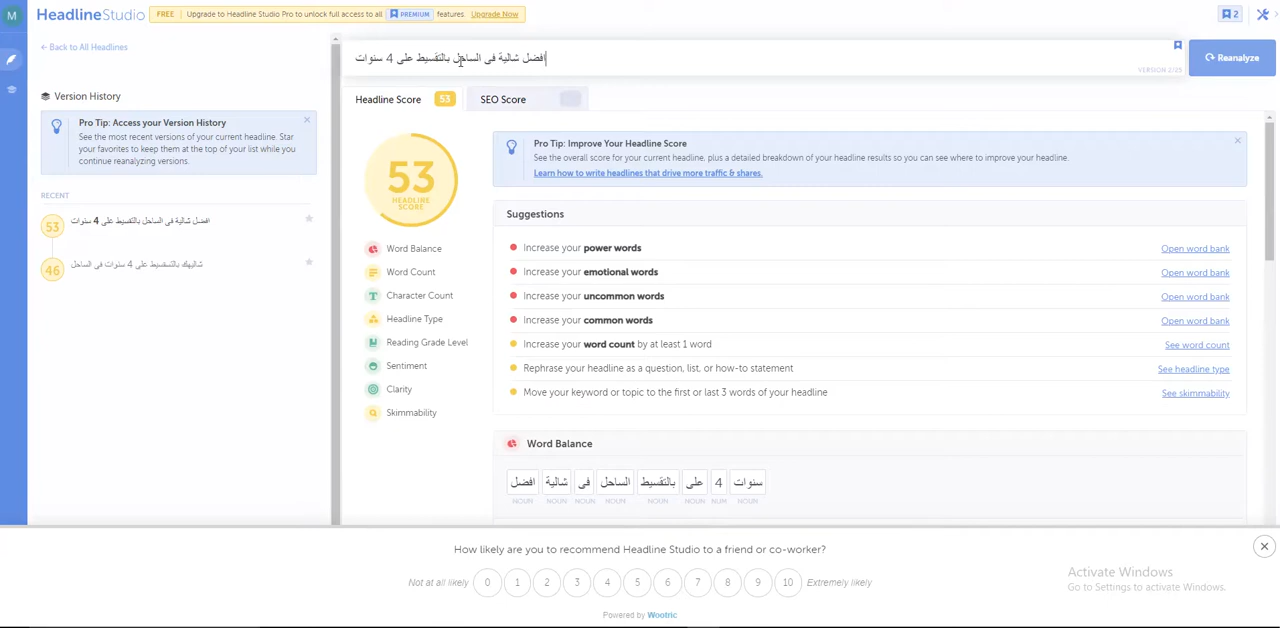 M
HeadlineStudio
FREE Upgrade to Headline Studio Pro to unlock full access to all PREMIUM features. Upgrade Now
2
← Back to All Headlines
Version History
Pro Tip: Access your Version History
See the most recent versions of your current headline. Star
your favorites to keep them at the top of your list while you
continue reanalyzing versions.
RECENT
53 افضل شالية فى الساحل بالتقسيط على 4 سنوات
46 شاليهك بالتسفسيط على 4 سنوات فى الساحل
افضل شالية فى الساحل بالتقسيط على 4 سنوات
VERSION 2/25
Reanalyze
Headline Score 53
SEO Score
53
HEADLINE
SCORE
Word Balance
Word Count
Character Count
Headline Type
Reading Grade Level
Sentiment
Clarity
Skimmability
Pro Tip: Improve Your Headline Score
See the overall score for your current headline, plus a detailed breakdown of your headline results so you can see where to improve your headline.
Learn how to write headlines that drive more traffic & shares.
Suggestions
Increase your power words Open word bank
Increase your emotional words Open word bank
Increase your uncommon words Open word bank
Increase your common words Open word bank
Increase your word count by at least 1 word See word count
Rephrase your headline as a question, list, or how-to statement See headline type
Move your keyword or topic to the first or last 3 words of your headline See skimmability
Word Balance
افضل شالية فى الساحل بالتقسيط على 4 سنوات
NOUN NOUN NOUN NOUN NOUN NOUN NUM NOUN
How likely are you to recommend Headline Studio to a friend or co-worker?
Not at all likely 0 1 2 3 4 5 6 7 8 9 10 Extremely likely
Powered by Wootric
Activate Windows
Go to Settings to activate Windows.